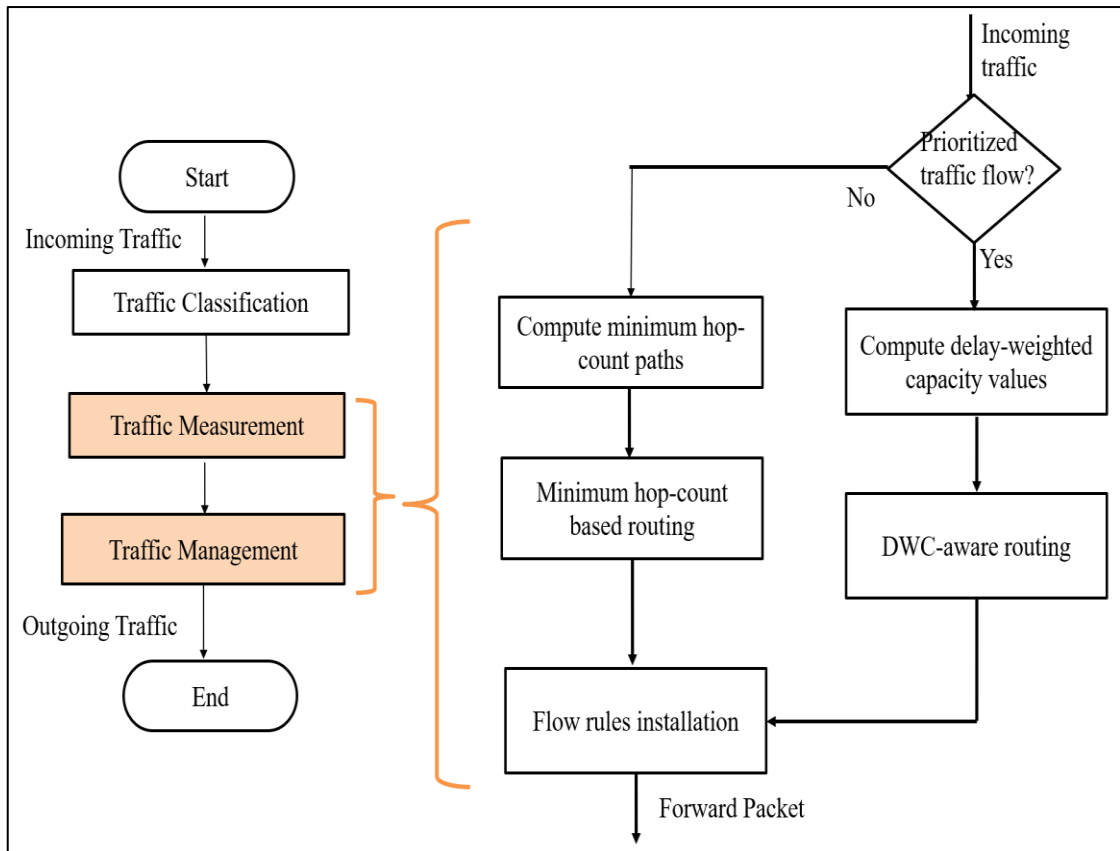 Start
Incoming Traffic
Traffic Classification
Traffic Measurement
Traffic Management
Outgoing Traffic
End
Incoming
traffic
Prioritized
traffic flow?
No
Yes
Compute minimum hop-
count paths
Minimum hop-count
based routing
Compute delay-weighted
capacity values
DWC-aware routing
Flow rules installation
Forward Packet